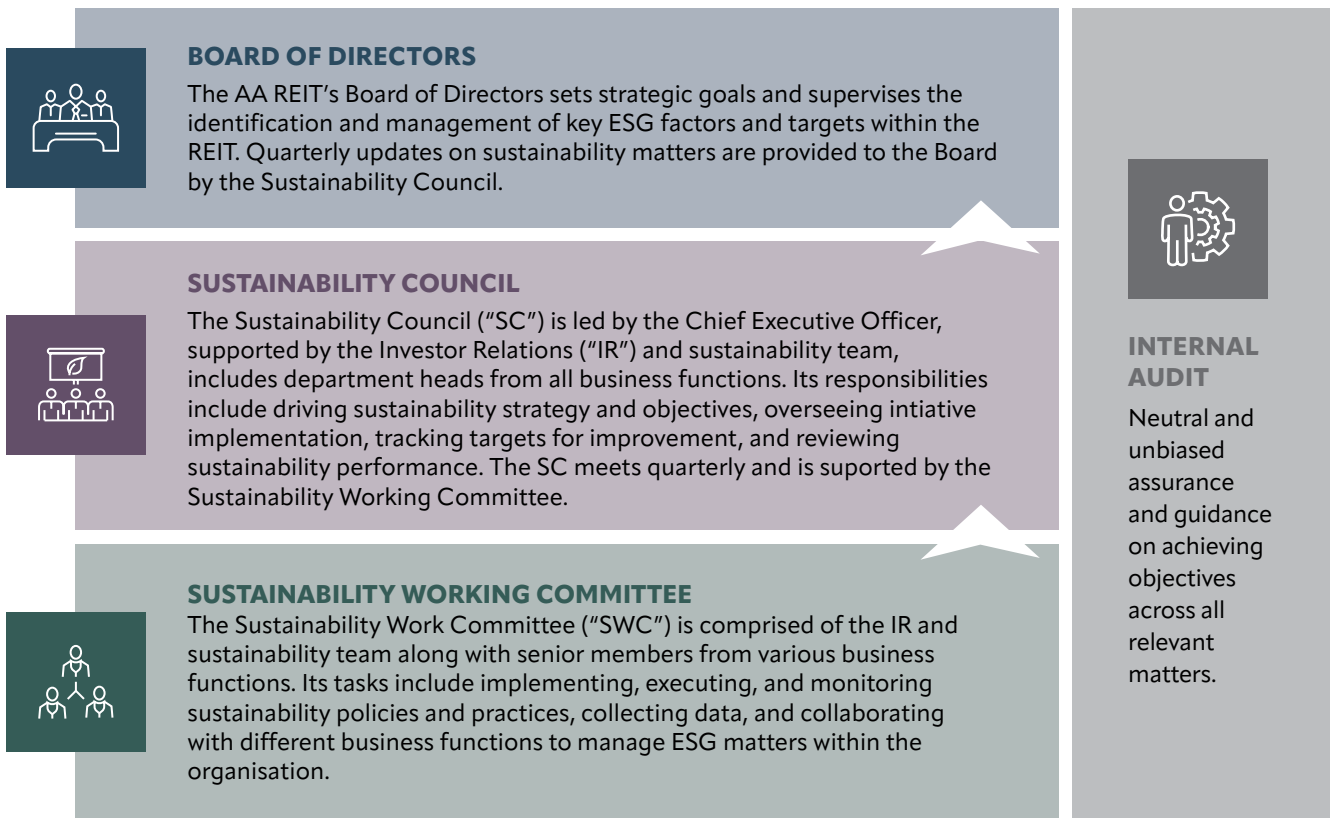 BOARD OF DIRECTORS
The AA REIT’s Board of Directors sets strategic goals and supervises the
identification and management of key ESG factors and targets within the
REIT. Quarterly updates on sustainability matters are provided to the Board
by the Sustainability Council.
SUSTAINABILITY COUNCIL
The Sustainability Council (“SC”) is led by the Chief Executive Officer,
supported by the Investor Relations (“IR”) and sustainability team,
includes department heads from all business functions. Its responsibilities
include driving sustainability strategy and objectives, overseeing intiative
implementation, tracking targets for improvement, and reviewing
sustainability performance. The SC meets quarterly and is suported by the
Sustainability Working Committee.
SUSTAINABILITY WORKING COMMITTEE
The Sustainability Work Committee (“SWC”) is comprised of the IR and
sustainability team along with senior members from various business
functions. Its tasks include implementing, executing, and monitoring
sustainability policies and practices, collecting data, and collaborating
with different business functions to manage ESG matters within the
organisation.
INTERNAL
AUDIT
Neutral and
unbiased
assurance
and guidance
on achieving
objectives
across all
relevant
matters.